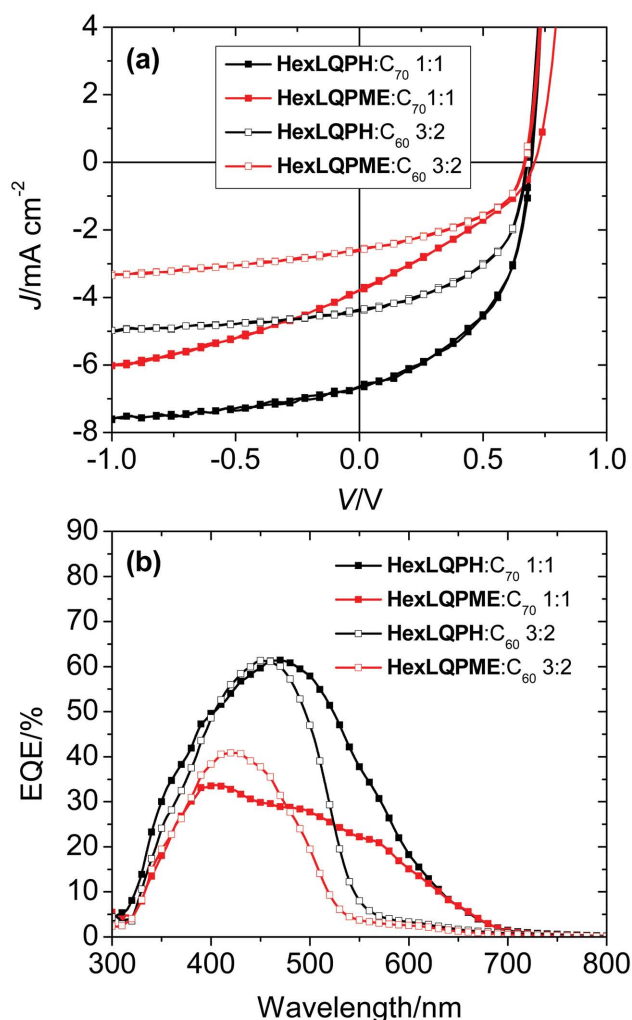 (a)
HexLQPH:C₇₀ 1:1
HexLQPME:C₇₀1:1
HexLQPH:C₆₀ 3:2
HexLQPME:C₆₀ 3:2
4
2
0
-2
-4
-6
-8
J/mA cm⁻²
-1.0 -0.5 0.0 0.5 1.0
V/V
(b)
HexLQPH:C₇₀ 1:1
HexLQPME:C₇₀ 1:1
HexLQPH:C₆₀ 3:2
HexLQPME:C₆₀ 3:2
90
80
70
60
50
40
30
20
10
0
EQE/%
300 400 500 600 700 800
Wavelength/nm